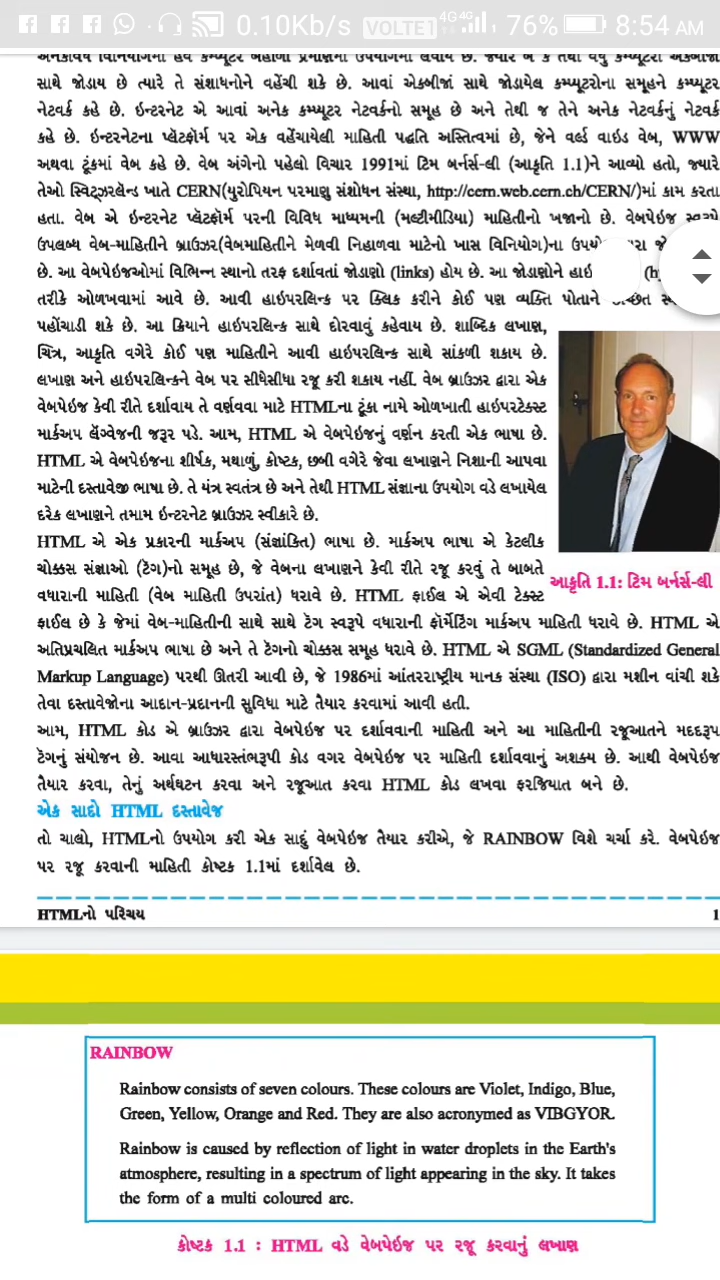 0.10Kb/s VOLTE1 4G 4G 76% 8:54 AM
સાથે જોડાય છે ત્યારે તે સંશાધનોને વહેંચી શકે છે. આવાં એકબીજાં સાથે જોડાયેલ કમ્પ્યૂટરોના સમૂહને કમ્પ્યૂટર
નેટવર્ક કહે છે. ઇન્ટરનેટ એ આવાં અનેક કમ્પ્યૂટર નેટવર્કનો સમૂહ છે અને તેથી જ તેને અનેક નેટવર્કનું નેટવર્ક
કહે છે. ઇન્ટરનેટના પ્લૅટફૉર્મ પર એક વહેંચાયેલી માહિતી પદ્ધતિ અસ્તિત્વમાં છે, જેને વર્લ્ડ વાઇડ વેબ, WWW
અથવા ટૂંકમાં વેબ કહે છે. વેબ અંગેનો પહેલો વિચાર 1991માં ટિમ બર્નર્સ-લી (આકૃતિ 1.1)ને આવ્યો હતો, જ્યારે
તેઓ સ્વિટ્ઝરલૅન્ડ ખાતે CERN(યુરોપિયન પરમાણુ સંશોધન સંસ્થા, http://cern.web.cern.ch/CERN/)માં કામ કરતા
હતા. વેબ એ ઇન્ટરનેટ પ્લૅટફૉર્મ પરની વિવિધ માધ્યમની (મલ્ટીમીડિયા) માહિતીનો ખજાનો છે. વેબપેઇજ સ્વરૂપે
ઉપલબ્ધ વેબ-માહિતીને બ્રાઉઝર(વેબમાહિતીને મેળવી નિહાળવા માટેનો ખાસ વિનિયોગ)ના
છે. આ વેબપેઇજઓમાં વિભિન્ન સ્થાનો તરફ દર્શાવતાં જોડાણો (links) હોય છે. આ જોડાણોને
તરીકે ઓળખવામાં આવે છે. આવી હાઇપરલિન્ક પર ક્લિક કરીને કોઈ પણ વ્યક્તિ પોતાને
પહોંચાડી શકે છે. આ ક્રિયાને હાઇપરલિન્ક સાથે દોરવાવું કહેવાય છે. શાબ્દિક લખાણ,
ચિત્ર, આકૃતિ વગેરે કોઈ પણ માહિતીને આવી હાઇપરલિન્ક સાથે સાંકળી શકાય છે.
લખાણ અને હાઇપરલિન્કને વેબ પર સીધેસીધા રજૂ કરી શકાય નહીં. વેબ બ્રાઉઝર દ્વારા એક
વેબપેઇજ કેવી રીતે દર્શાવાય તે વર્ણવવા માટે HTMLના ટૂંકા નામે ઓળખાતી હાઇપરટેક્સ્ટ
માર્કઅપ લૅંગ્વેજની જરૂર પડે. આમ, HTML એ વેબપેઇજનું વર્ણન કરતી એક ભાષા છે.
HTML એ વેબપેઇજના શીર્ષક, મથાળું, કોષ્ટક, છબી વગેરે જેવા લખાણને નિશાની આપવા
માટેની દસ્તાવેજી ભાષા છે. તે યંત્ર સ્વતંત્ર છે અને તેથી HTML સંજ્ઞાના ઉપયોગ વડે લખાયેલ
દરેક લખાણને તમામ ઇન્ટરનેટ બ્રાઉઝર સ્વીકારે છે.
HTML એ એક પ્રકારની માર્કઅપ (સંજ્ઞાંકિત) ભાષા છે. માર્કઅપ ભાષા એ કેટલીક
ચોક્કસ સંજ્ઞાઓ (ટૅગ)નો સમૂહ છે, જે વેબના લખાણને કેવી રીતે રજૂ કરવું તે બાબતે
વધારાની માહિતી (વેબ માહિતી ઉપરાંત) ધરાવે છે. HTML ફાઈલ એ એવી ટેક્સ્ટ
આકૃતિ 1.1: ટિમ બર્નર્સ-લી
ફાઈલ છે કે જેમાં વેબ-માહિતીની સાથે સાથે ટૅગ સ્વરૂપે વધારાની ફૉર્મેટિંગ માર્કઅપ માહિતી ધરાવે છે. HTML એ
અતિપ્રચલિત માર્કઅપ ભાષા છે અને તે ટૅગનો ચોક્કસ સમૂહ ધરાવે છે. HTML એ SGML (Standardized General
Markup Language) પરથી ઊતરી આવી છે, જે 1986માં આંતરરાષ્ટ્રીય માનક સંસ્થા (ISO) દ્વારા મશીન વાંચી શકે
તેવા દસ્તાવેજોના આદાન-પ્રદાનની સુવિધા માટે તૈયાર કરવામાં આવી હતી.
આમ, HTML કોડ એ બ્રાઉઝર દ્વારા વેબપેઇજ પર દર્શાવવાની માહિતી અને આ માહિતીની રજૂઆતને મદદરૂપ
ટૅગનું સંયોજન છે. આવા આધારસ્તંભરૂપી કોડ વગર વેબપેઇજ પર માહિતી દર્શાવવાનું અશક્ય છે. આથી વેબપેઇજ
તૈયાર કરવા, તેનું અર્થઘટન કરવા અને રજૂઆત કરવા HTML કોડ લખવા ફરજિયાત બને છે.
એક સાદો HTML દસ્તાવેજ
તો ચાલો, HTMLનો ઉપયોગ કરી એક સાદું વેબપેઇજ તૈયાર કરીએ, જે RAINBOW વિશે ચર્ચા કરે. વેબપેઇજ
પર રજૂ કરવાની માહિતી કોષ્ટક 1.1માં દર્શાવેલ છે.
HTMLનો પરિચય 1
RAINBOW
Rainbow consists of seven colours. These colours are Violet, Indigo, Blue,
Green, Yellow, Orange and Red. They are also acronymed as VIBGYOR.
Rainbow is caused by reflection of light in water droplets in the Earth's
atmosphere, resulting in a spectrum of light appearing in the sky. It takes
the form of a multi coloured arc.
કોષ્ટક 1.1 : HTML વડે વેબપેઇજ પર રજૂ કરવાનું લખાણ